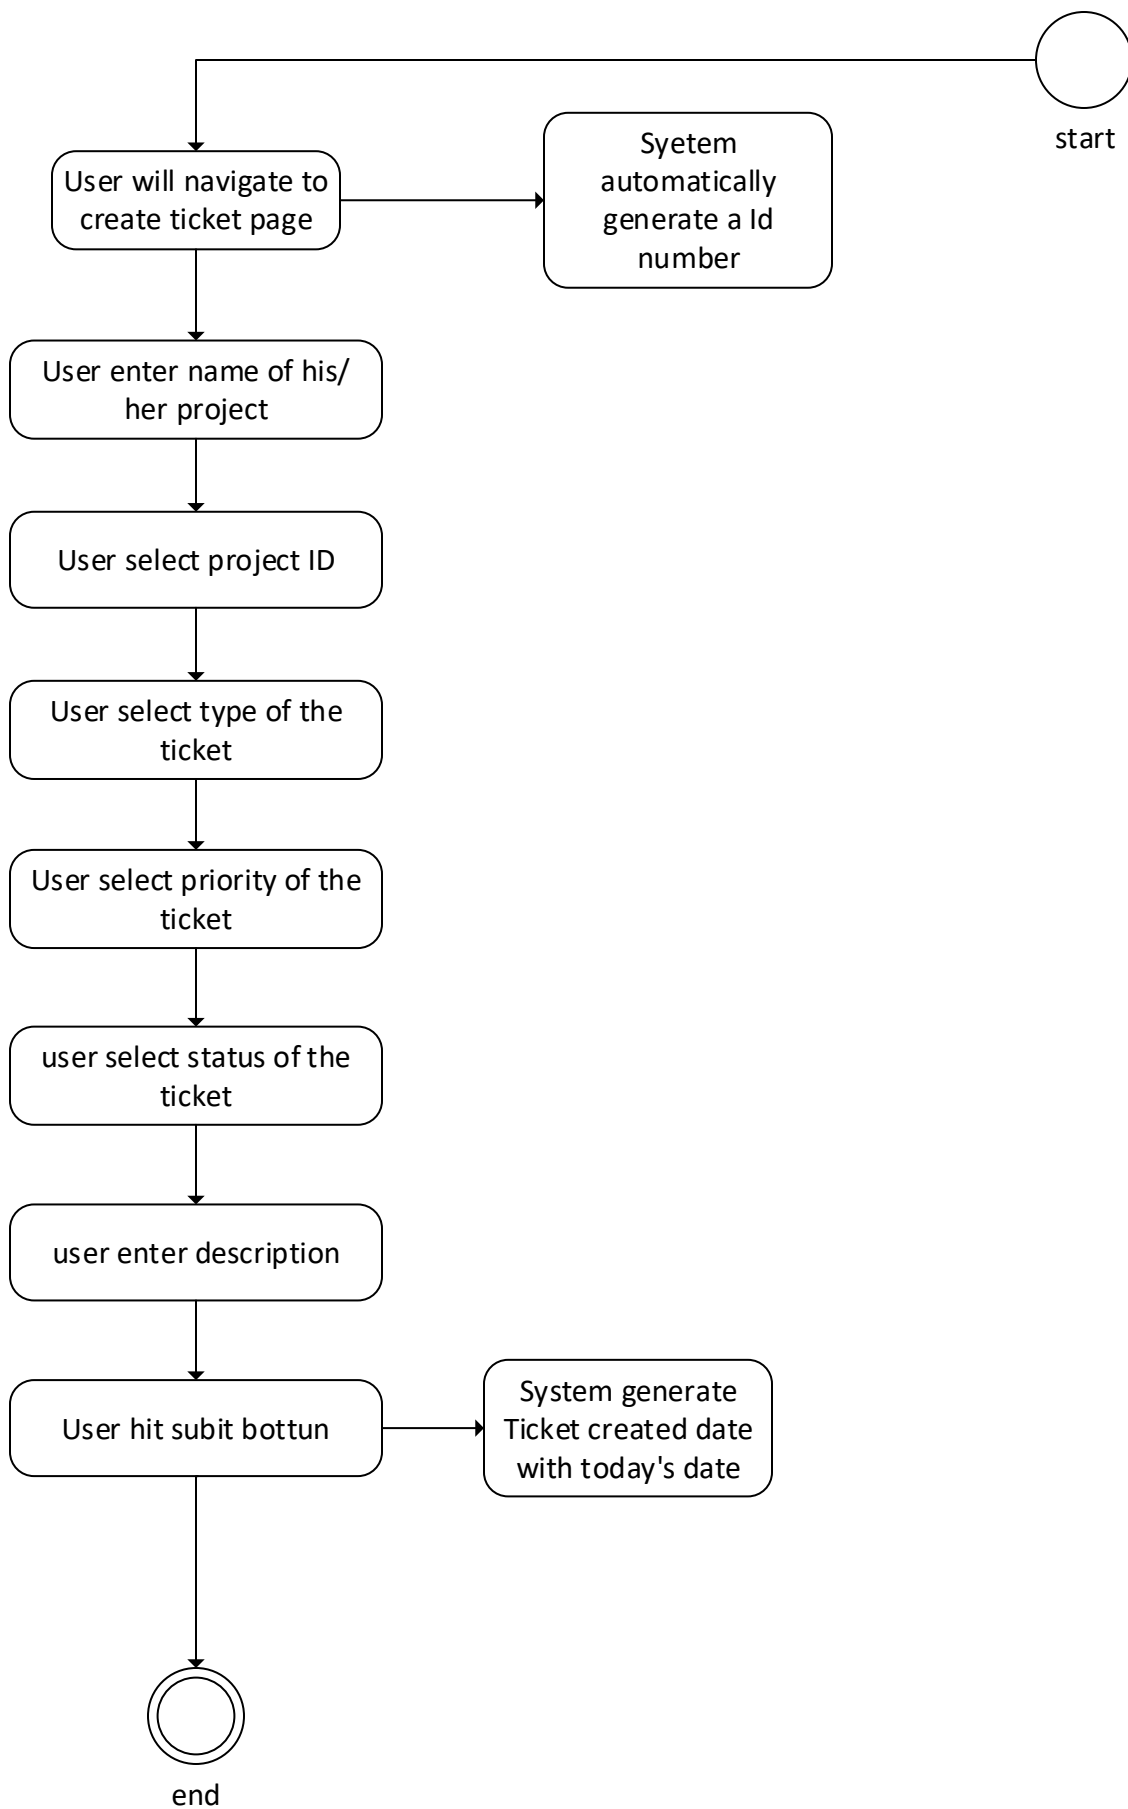 start
User will navigate to
create ticket page
Syetem
automatically
generate a Id
number
User enter name of his/
her project
User select project ID
User select type of the
ticket
User select priority of the
ticket
user select status of the
ticket
user enter description
User hit subit bottun
System generate
Ticket created date
with today's date
end